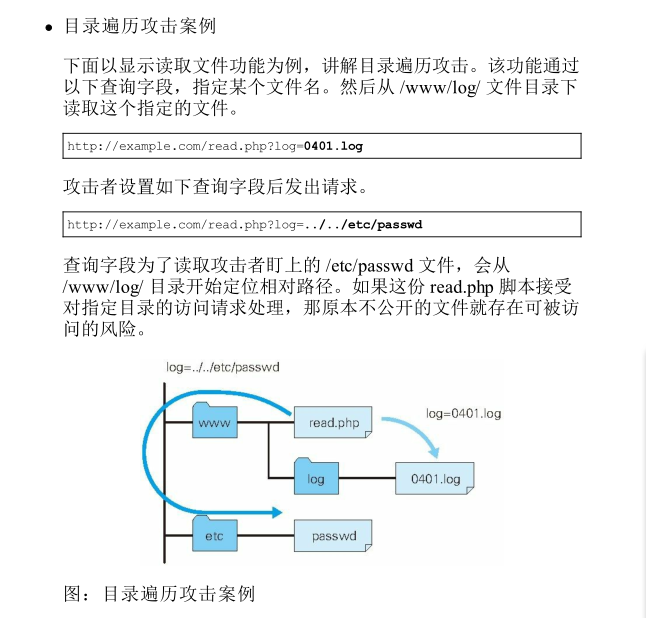 • 目录遍历攻击案例
下面以显示读取文件功能为例，讲解目录遍历攻击。该功能通过
以下查询字段，指定某个文件名。然后从 /www/log/ 文件目录下
读取这个指定的文件。
http://example.com/read.php?log=0401.log
攻击者设置如下查询字段后发出请求。
http://example.com/read.php?log=../../etc/passwd
查询字段为了读取攻击者盯上的 /etc/passwd 文件，会从
/www/log/ 目录开始定位相对路径。如果这份 read.php 脚本接受
对指定目录的访问请求处理，那原本不公开的文件就存在可被访
问的风险。
log=../../etc/passwd
www
read.php
log=0401.log
log
0401.log
etc
passwd
图：目录遍历攻击案例